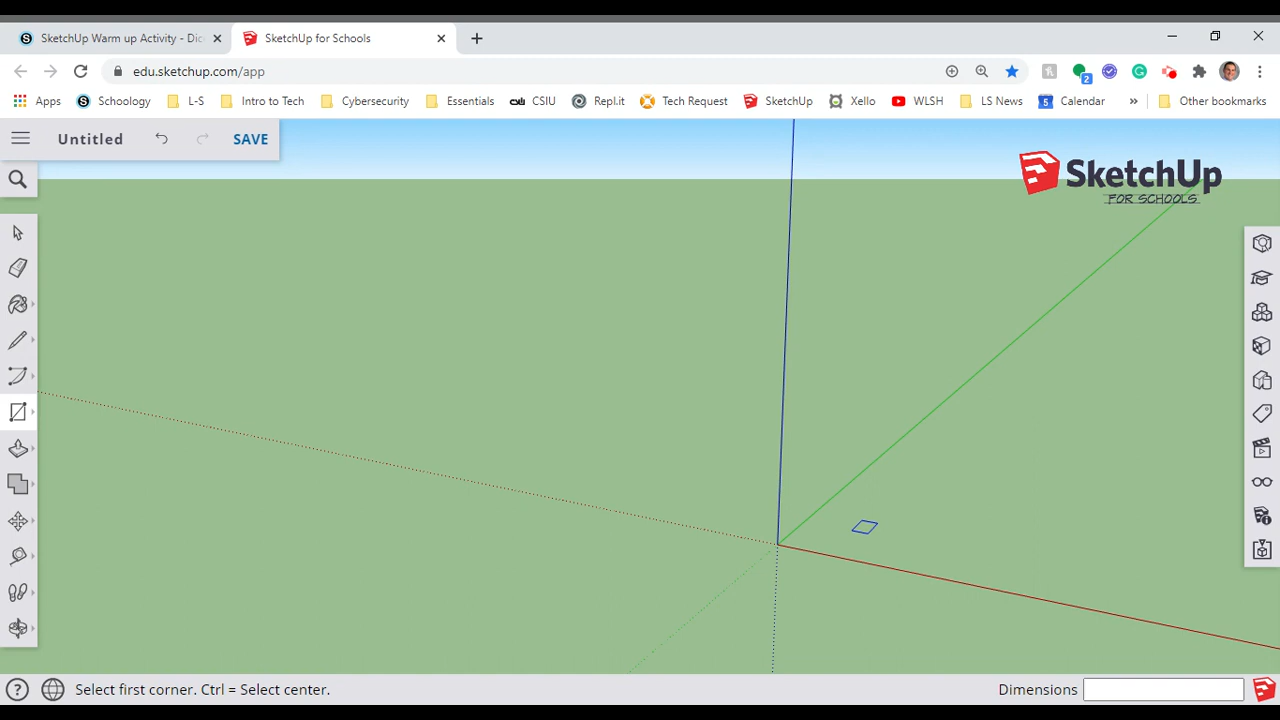 SketchUp Warm up Activity - Dic
SketchUp for Schools
edu.sketchup.com/app
2
Apps
Schoology
L-S
Intro to Tech
Cybersecurity
Essentials
CSIU
Repl.it
Tech Request
SketchUp
Xello
WLSH
LS News
5
Calendar
»
Other bookmarks
Untitled
SAVE
SketchUp
FOR SCHOOLS
Select first corner. Ctrl = Select center.
Dimensions